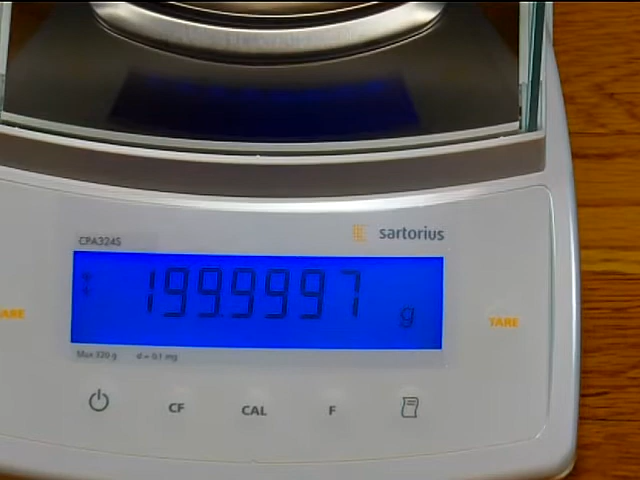 CPA324S
sartorius
199.9997 g
TARE
TARE
Max 320 g d = 0.1 mg
CF CAL F